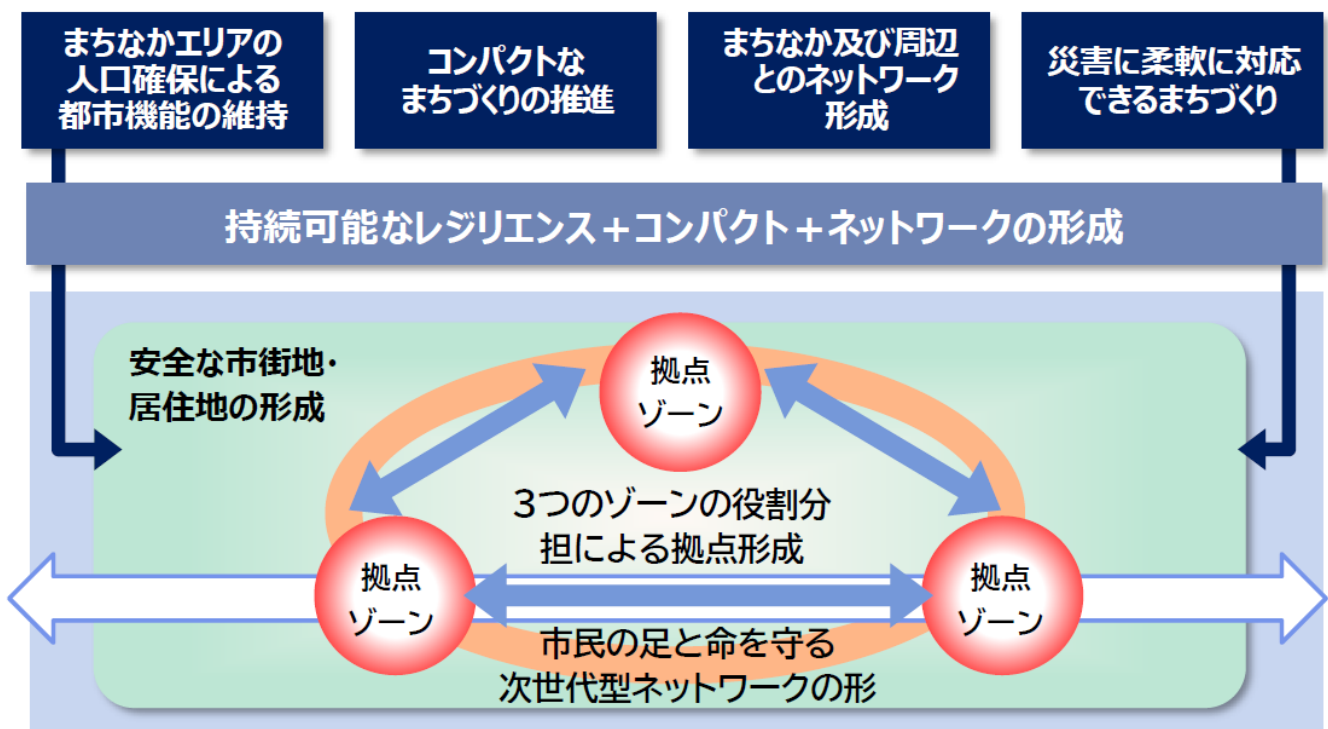 まちなかエリアの
人口確保による
都市機能の維持
コンパクトな
まちづくりの推進
まちなか及び周辺
とのネットワーク
形成
災害に柔軟に対応
できるまちづくり
持続可能なレジリエンス＋コンパクト＋ネットワークの形成
安全な市街地・
居住地の形成
拠点
ゾーン
３つのゾーンの役割分
担による拠点形成
拠点
ゾーン
拠点
ゾーン
市民の足と命を守る
次世代型ネットワークの形